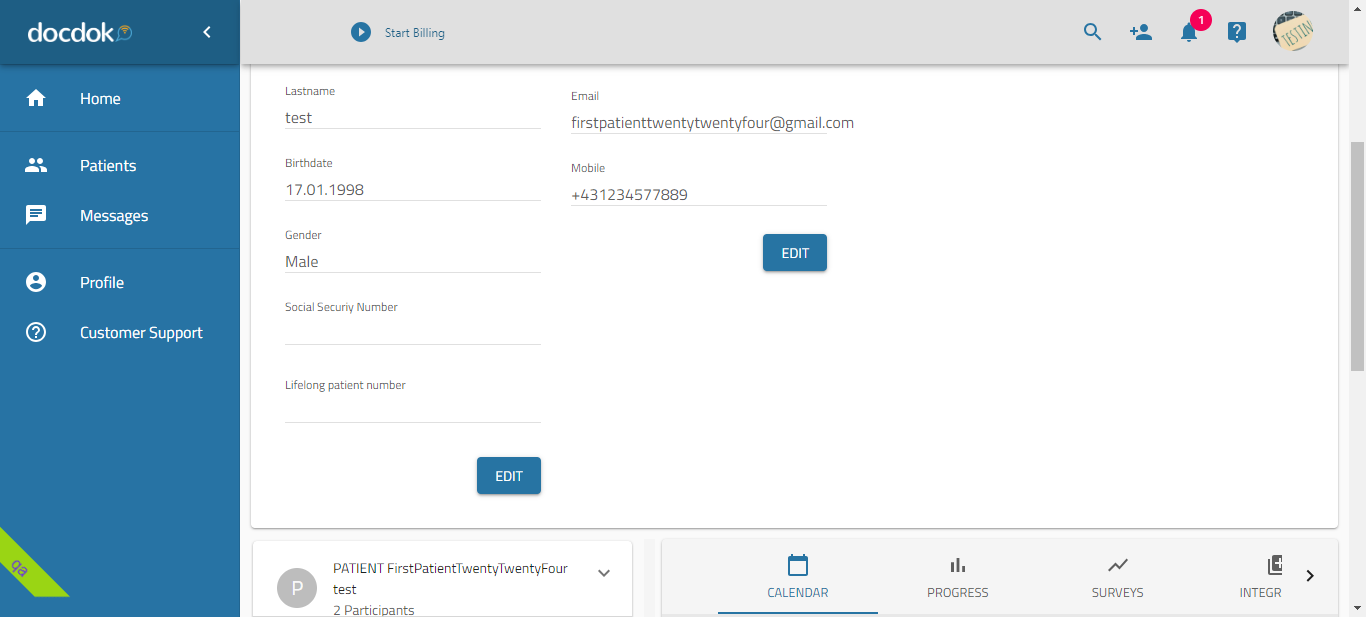 docdok
Start Billing
1
TESTIN
Home
Patients
Messages
Profile
Customer Support
qa
Lastname
test
Birthdate
17.01.1998
Gender
Male
Social Securiy Number
Lifelong patient number
EDIT
Email
firstpatienttwentytwentyfour@gmail.com
Mobile
+431234577889
EDIT
P
PATIENT FirstPatientTwentyTwentyFour
test
2 Participants
CALENDAR
PROGRESS
SURVEYS
INTEGR